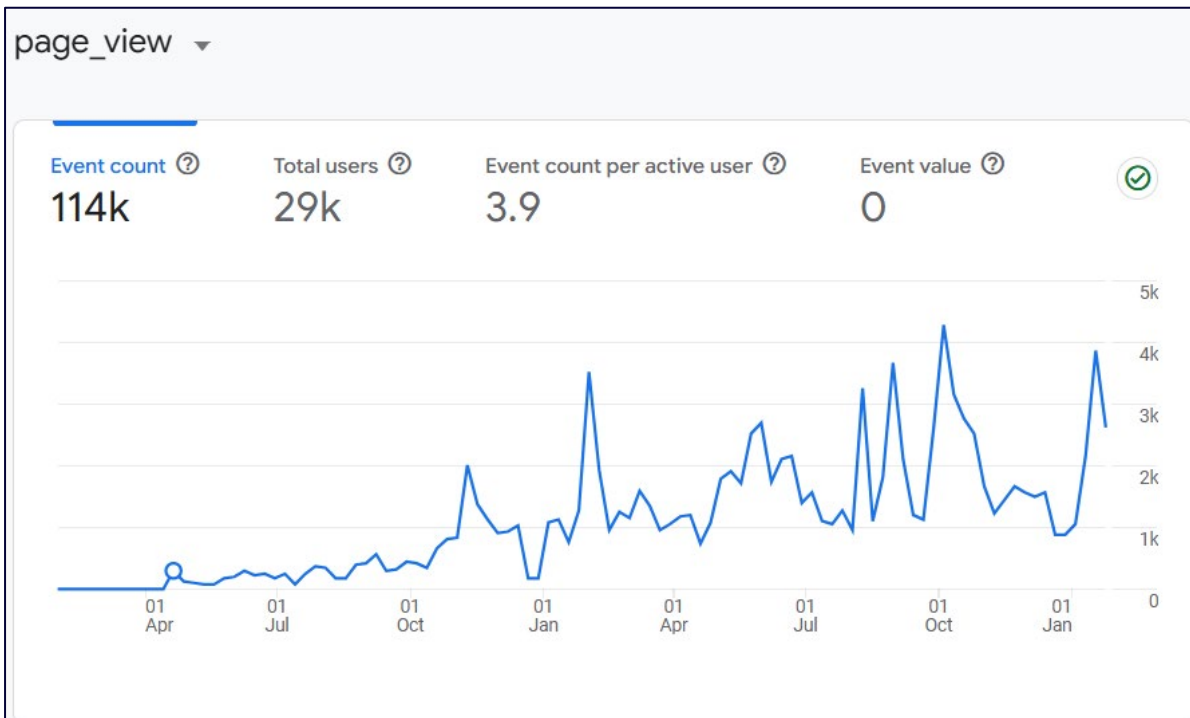 page_view
Event count
114k
Total users
29k
Event count per active user
3.9
Event value
0
5k
4k
3k
2k
1k
0
01
Apr
01
Jul
01
Oct
01
Jan
01
Apr
01
Jul
01
Oct
01
Jan